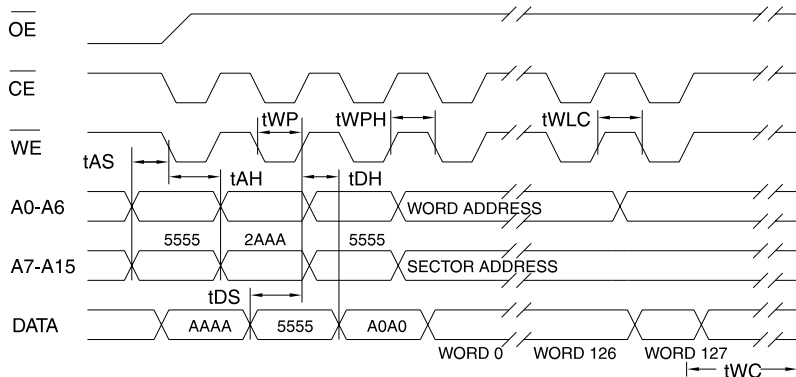 OE
CE
tWP tWPH tWLC
WE
tAS
tAH tDH
A0-A6 WORD ADDRESS
5555 2AAA 5555
A7-A15 SECTOR ADDRESS
tDS
DATA AAAA 5555 A0A0
WORD 0 WORD 126 WORD 127
tWC